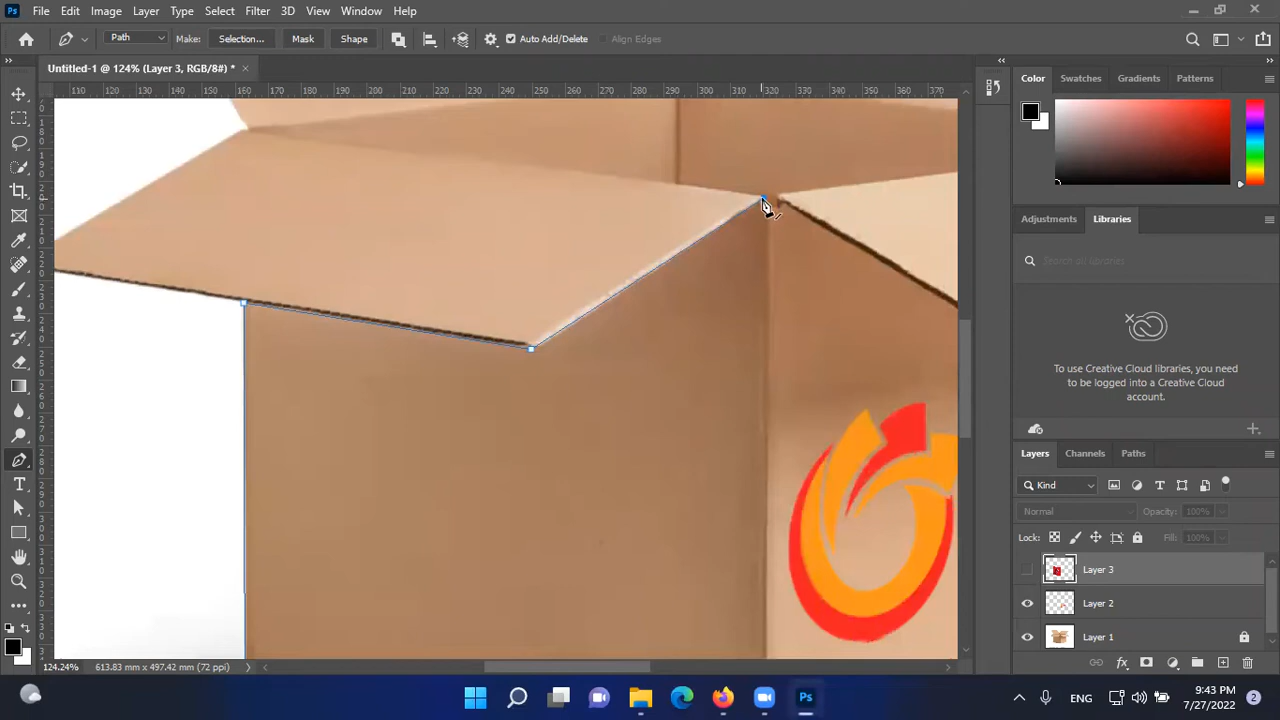 Ps File Edit Image Layer Type Select Filter 3D View Window Help
Path Make: Selection... Mask Shape Auto Add/Delete Align Edges
Untitled-1 @ 124% (Layer 3, RGB/8#) *
110 120 130 140 150 160 170 180 190 200 210 220 230 240 250 260 270 280 290 300 310 320 330 340 350 360 370
Color Swatches Gradients Patterns
Adjustments Libraries
Search all libraries
To use Creative Cloud Libraries, you
need to be logged into a Creative Cloud
account.
Layers Channels Paths
Kind
Normal Opacity: 100%
Lock: Fill: 100%
Layer 3
Layer 2
Layer 1
124.24% 613.83 mm x 497.42 mm (72 ppi)
Ps ENG 9:43 PM
7/27/2022 2